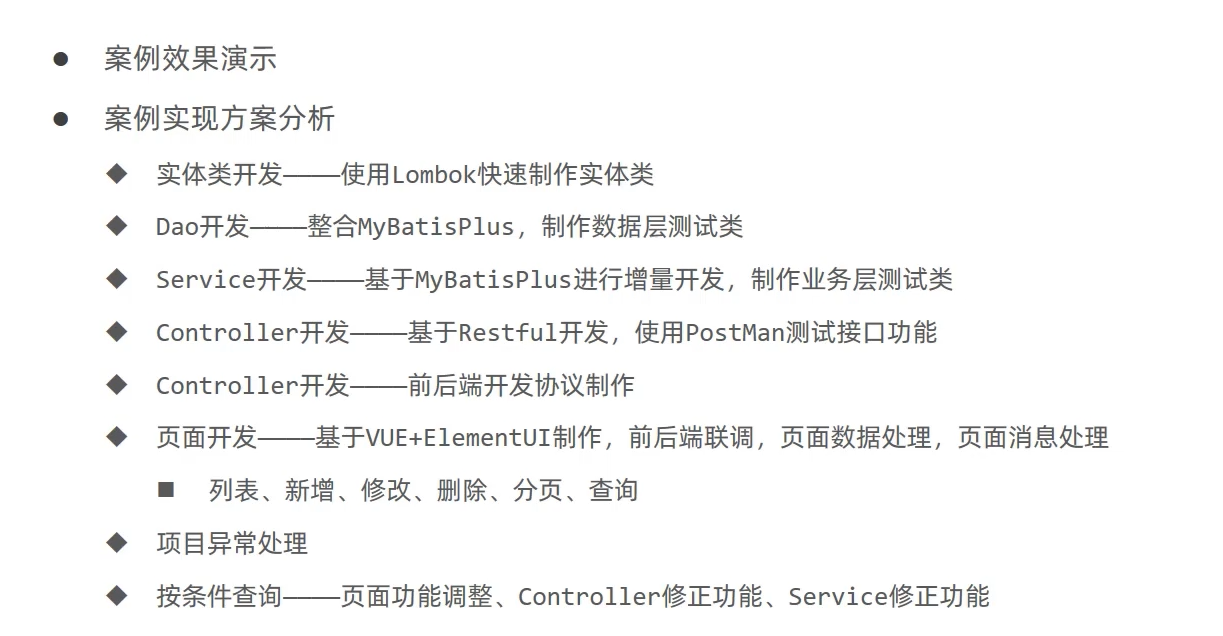 ● 案例效果演示
● 案例实现方案分析
◆ 实体类开发————使用Lombok快速制作实体类
◆ Dao开发————整合MyBatisPlus，制作数据层测试类
◆ Service开发————基于MyBatisPlus进行增量开发，制作业务层测试类
◆ Controller开发————基于Restful开发，使用PostMan测试接口功能
◆ Controller开发————前后端开发协议制作
◆ 页面开发————基于VUE+ElementUI制作，前后端联调，页面数据处理，页面消息处理
■ 列表、新增、修改、删除、分页、查询
◆ 项目异常处理
◆ 按条件查询————页面功能调整、Controller修正功能、Service修正功能